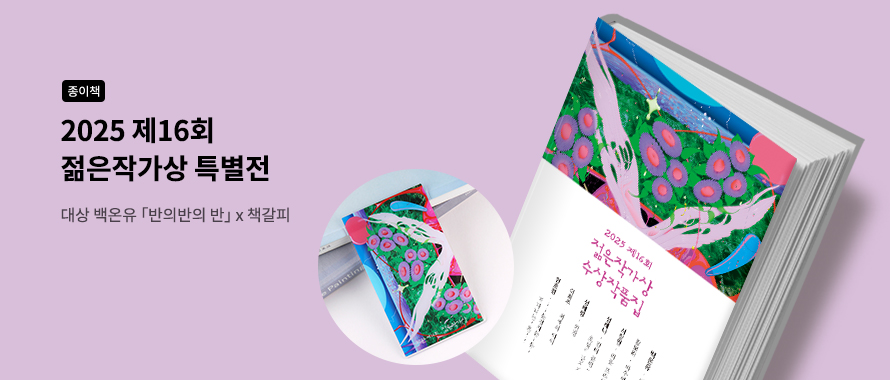 종이책
2025 제16회
젊은작가상 특별전
대상 백온유 「반의반의 반」 x 책갈피
2025 제16회
젊은작가상
수상작품집